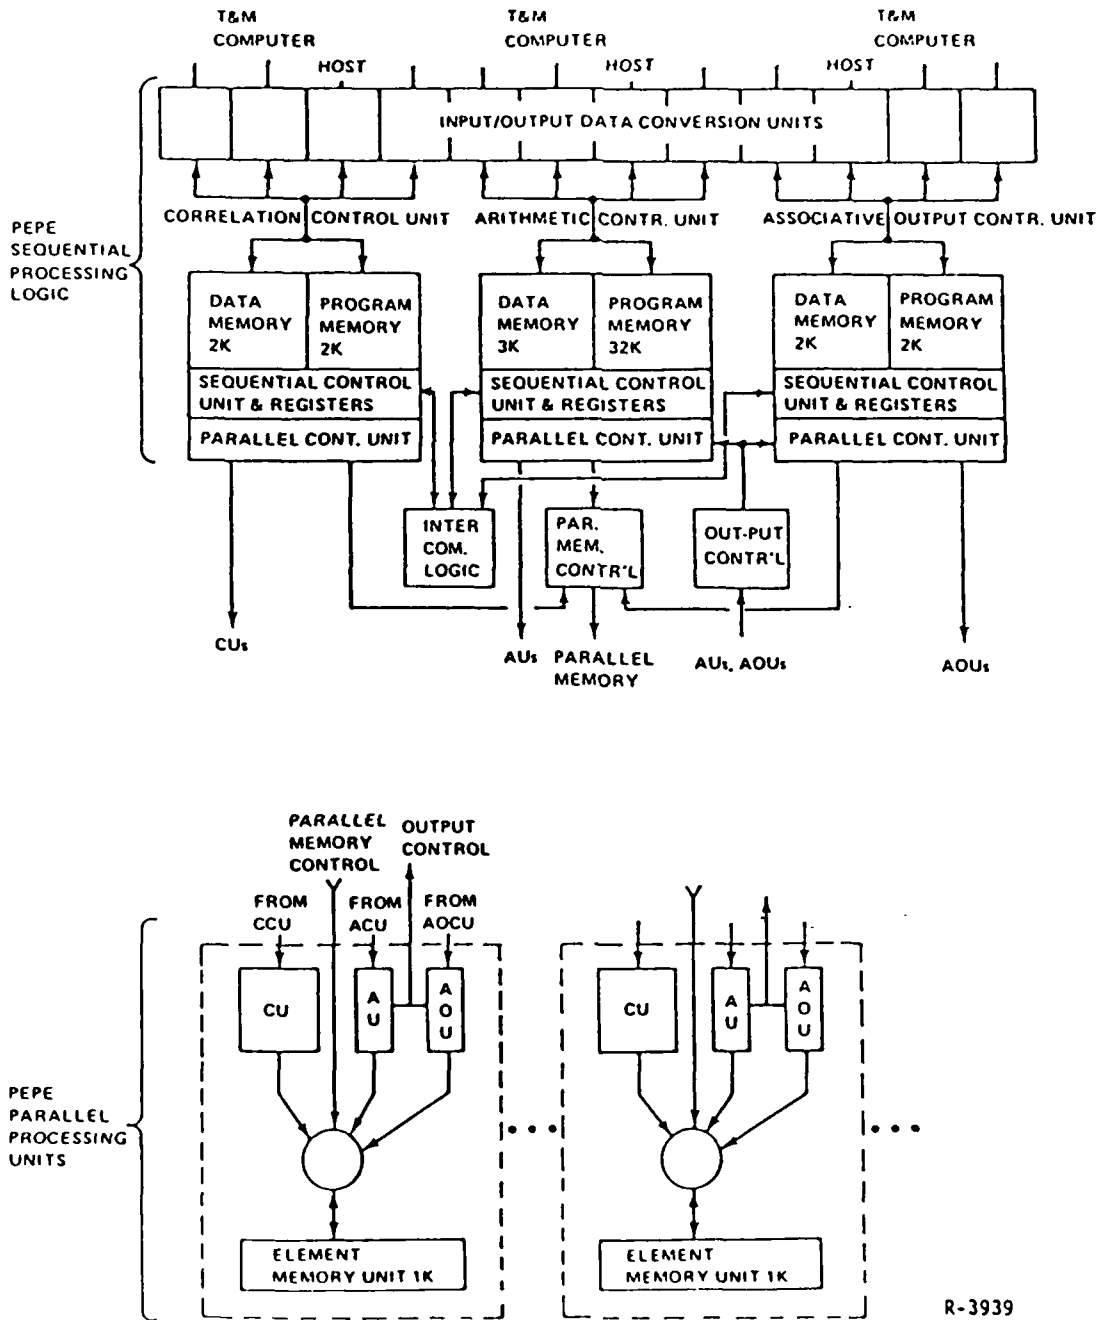 T&M
COMPUTER
HOST
T&M
COMPUTER
HOST
T&M
COMPUTER
HOST
INPUT/OUTPUT DATA CONVERSION UNITS
PEPE
SEQUENTIAL
PROCESSING
LOGIC
CORRELATION CONTROL UNIT
ARITHMETIC CONTR. UNIT
ASSOCIATIVE OUTPUT CONTR. UNIT
DATA
MEMORY
2K
PROGRAM
MEMORY
2K
SEQUENTIAL CONTROL
UNIT & REGISTERS
PARALLEL CONT. UNIT
DATA
MEMORY
3K
PROGRAM
MEMORY
32K
SEQUENTIAL CONTROL
UNIT & REGISTERS
PARALLEL CONT. UNIT
DATA
MEMORY
2K
PROGRAM
MEMORY
2K
SEQUENTIAL CONTROL
UNIT & REGISTERS
PARALLEL CONT. UNIT
INTER
COM.
LOGIC
PAR.
MEM.
CONTR'L
OUT-PUT
CONTR'L
CUs
AUs
PARALLEL
MEMORY
AUs, AOUs
AOUs
PARALLEL
MEMORY
CONTROL
OUTPUT
CONTROL
FROM
CCU
FROM
ACU
FROM
AOCU
PEPE
PARALLEL
PROCESSING
UNITS
CU
AU
AOU
ELEMENT
MEMORY UNIT 1K
CU
AU
AOU
ELEMENT
MEMORY UNIT 1K
R-3939